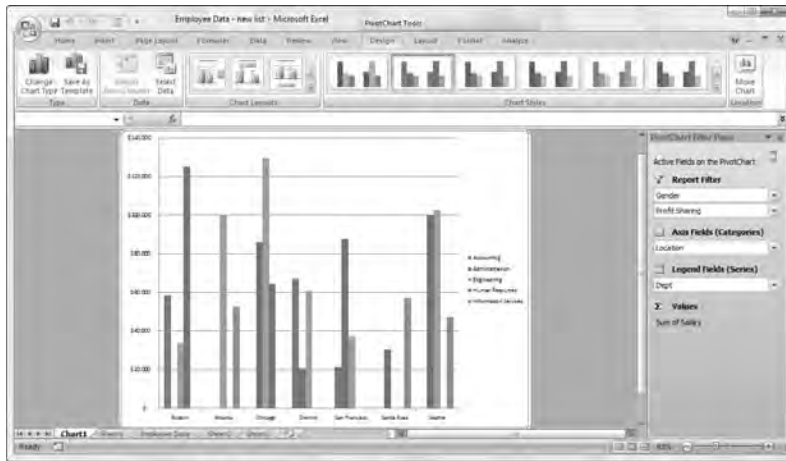 Employee Data - new list - Microsoft Excel
PivotChart Tools
Home Insert Page Layout Formulas Data Review View Design Layout Format Analyze
Change Chart Type
Save As Template
Select Data
Move Chart
Type
Data
Chart Layouts
Chart Styles
Location
fx
PivotChart Filter Pane
Active Fields on the PivotChart
Report Filter
Gender
Profit Sharing
Axis Fields (Categories)
Location
Legend Fields (Series)
Dept
Σ Values
Sum of Salary
$140,000
$120,000
$100,000
$80,000
$60,000
$40,000
$20,000
Accounting
Administration
Engineering
Human Resources
Information Services
Boston Atlanta Chicago Denver San Francisco Santa Rosa Seattle
Chart1 Employee Data
Ready